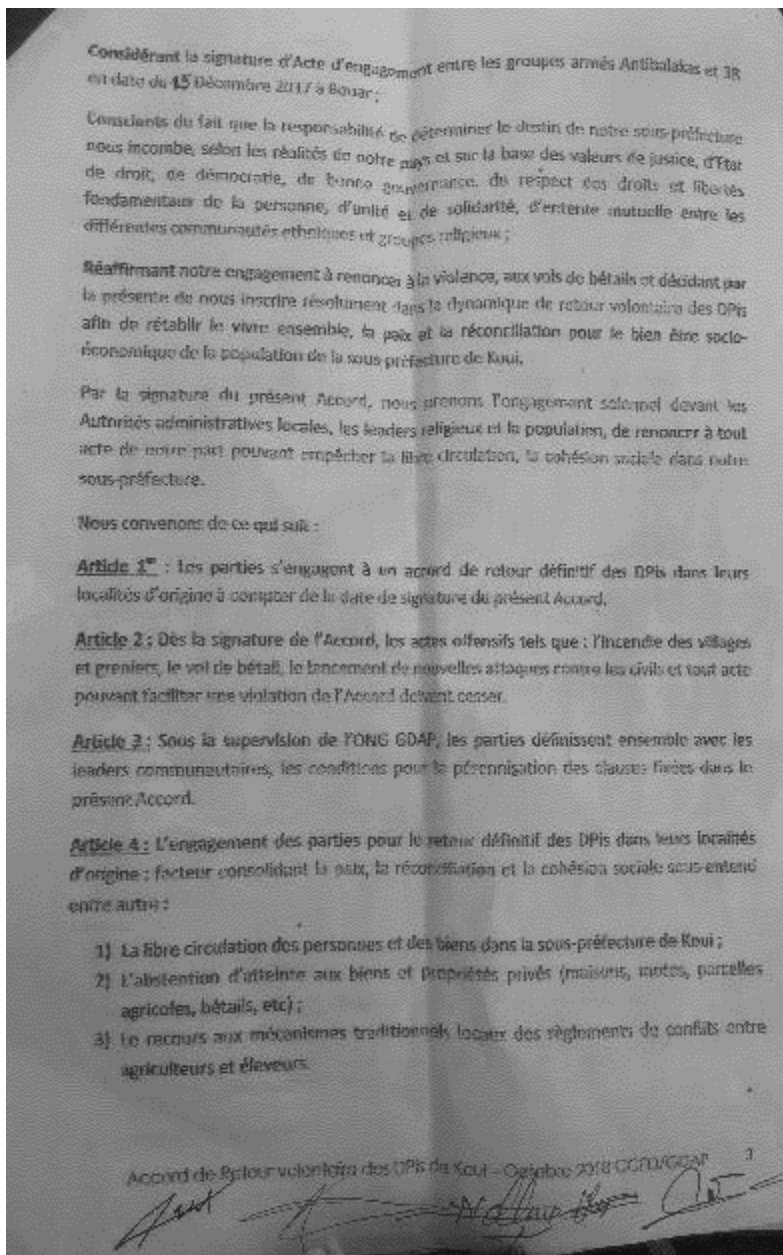 Considérant la signature d'Acte d'engagement entre les groupes armés Antibalakas et 3R
en date du 15 Décembre 2017 à Bouar ;
Conscients du fait que la responsabilité de déterminer le destin de notre sous-préfecture
nous incombe, selon les réalités de notre pays et sur la base des valeurs de justice, d'Etat
de droit, de démocratie, de bonne gouvernance, du respect des droits et libertés
fondamentaux de la personne, d'unité et de solidarité, d'entente mutuelle entre les
différentes communautés ethniques et groupes religieux ;
Réaffirmant notre engagement à renoncer à la violence, aux vols de bétails et décidant par
la présente de nous inscrire résolument dans la dynamique de retour volontaire des DPIs
afin de rétablir le vivre ensemble, la paix et la réconciliation pour le bien être socio-
économique de la population de la sous préfecture de Koui,
Par la signature du présent Accord, nous prenons l'engagement solennel devant les
Autorités administratives locales, les leaders religieux et la population, de renoncer à tout
acte de notre part pouvant empêcher la libre circulation, la cohésion sociale dans notre
sous-préfecture.
Nous convenons de ce qui suit :
Article 1er : Les parties s'engagent à un accord de retour définitif des DPIs dans leurs
localités d'origine à compter de la date de signature du présent Accord.
Article 2 : Dès la signature de l'Accord, les actes offensifs tels que : l'incendie des villages
et greniers, le vol de bétail, le lancement de nouvelles attaques contre les civils et tout acte
pouvant faciliter une violation de l'Accord doivent cesser.
Article 3 : Sous la supervision de l'ONG GDAP, les parties définissent ensemble avec les
leaders communautaires, les conditions pour la pérennisation des clauses fixées dans le
présent Accord.
Article 4 : L'engagement des parties pour le retour définitif des DPIs dans leurs localités
d'origine ; facteur consolidant la paix, la réconciliation et la cohésion sociale sous-entend
entre autre :
1) La libre circulation des personnes et des biens dans la sous-préfecture de Koui ;
2) L'abstention d'atteinte aux biens et propriétés privés (maisons, motos, parcelles
agricoles, bétails, etc) ;
3) Le recours aux mécanismes traditionnels locaux des règlements de conflits entre
agriculteurs et éleveurs.
Accord de Retour volontaire des DPIs de Koui – Octobre 2018 /GDAP 3